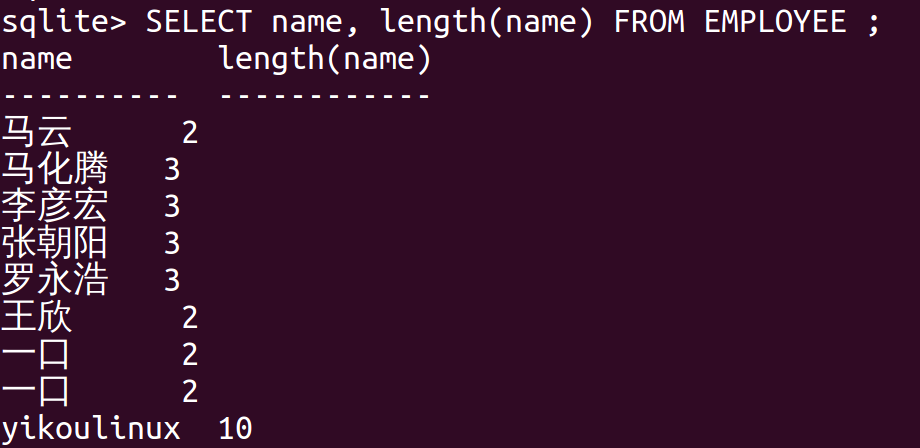 sqlite> SELECT name, length(name) FROM EMPLOYEE ;
name        length(name)
----------  ------------
马云      2
马化腾   3
李彦宏   3
张朝阳   3
罗永浩   3
王欣      2
一口      2
一口      2
yikoulinux  10